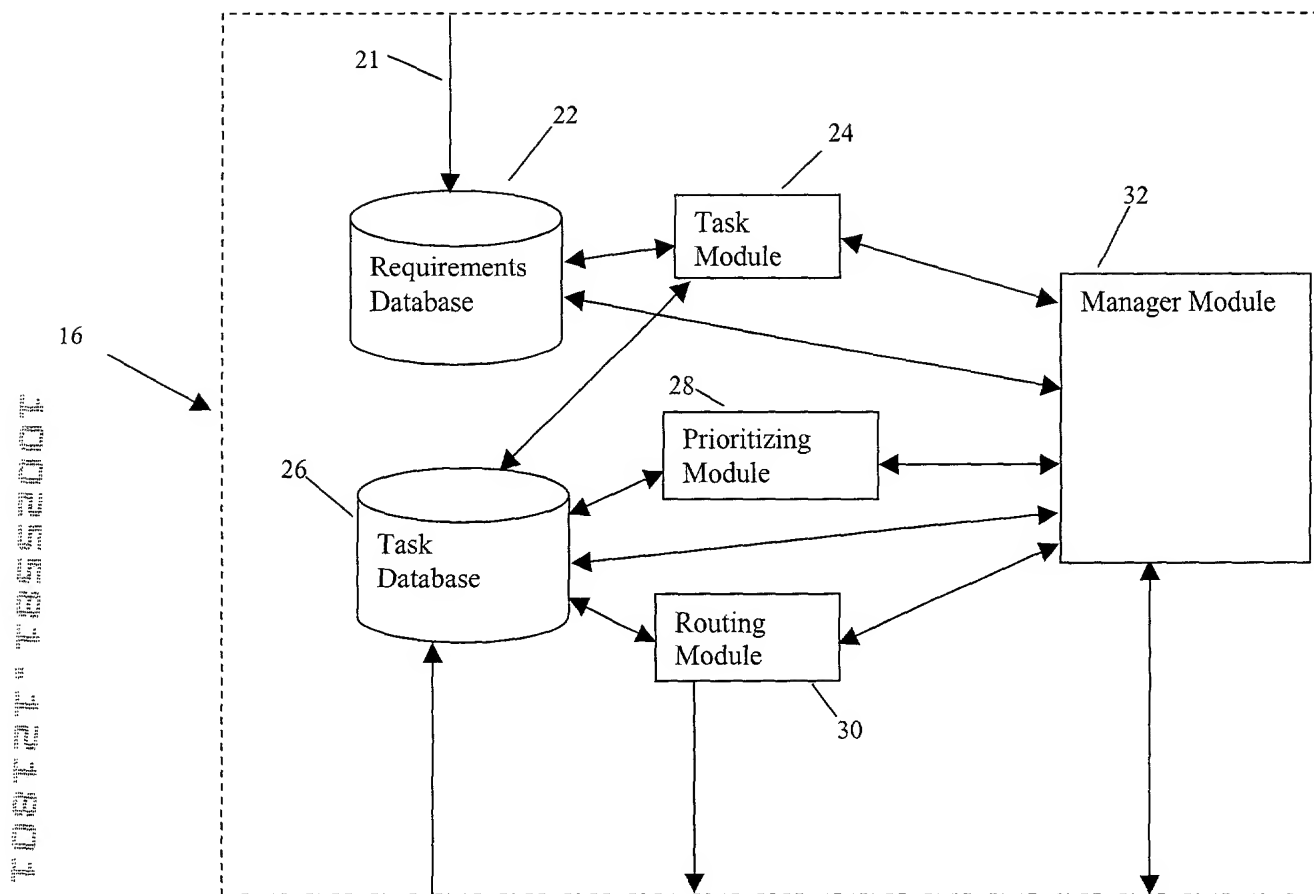 21
22
24
32
Task
Module
Requirements
Database
Manager Module
16
28
Prioritizing
Module
26
Task
Database
Routing
Module
30